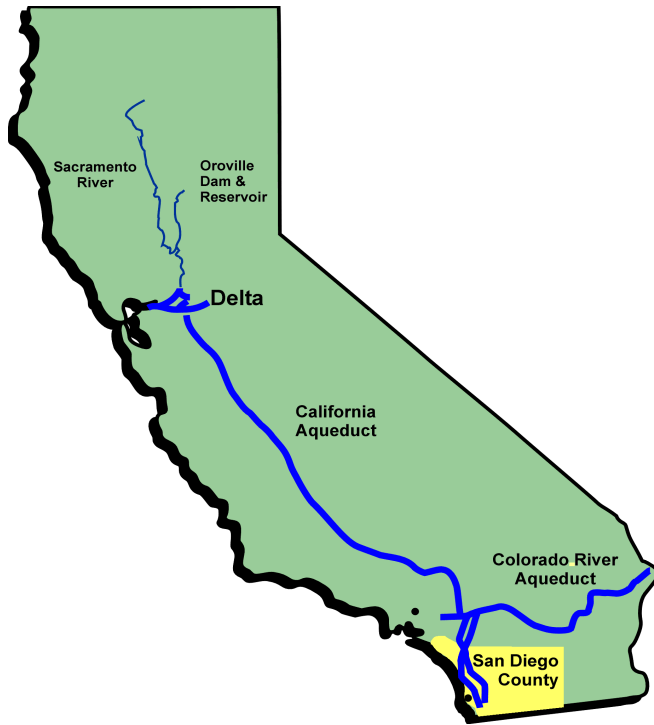 Sacramento
River
Oroville
Dam &
Reservoir
Delta
California
Aqueduct
Colorado River
Aqueduct
San Diego
County